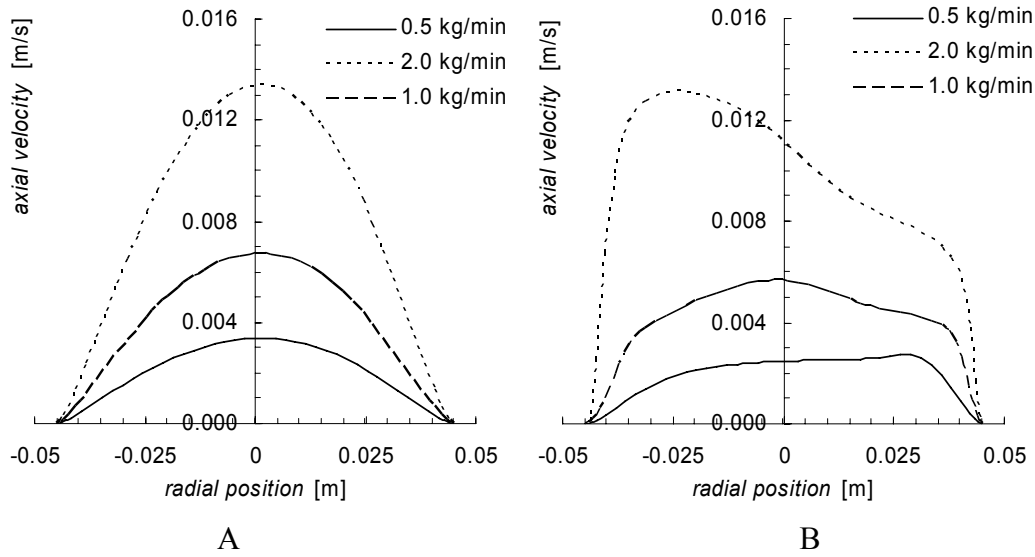 axial velocity [m/s]
0.016
0.012
0.008
0.004
0.000
0.5 kg/min
2.0 kg/min
1.0 kg/min
-0.05
-0.025
0
0.025
0.05
radial position [m]
A
axial velocity [m/s]
0.016
0.012
0.008
0.004
0.000
0.5 kg/min
2.0 kg/min
1.0 kg/min
-0.05
-0.025
0
0.025
0.05
radial position [m]
B